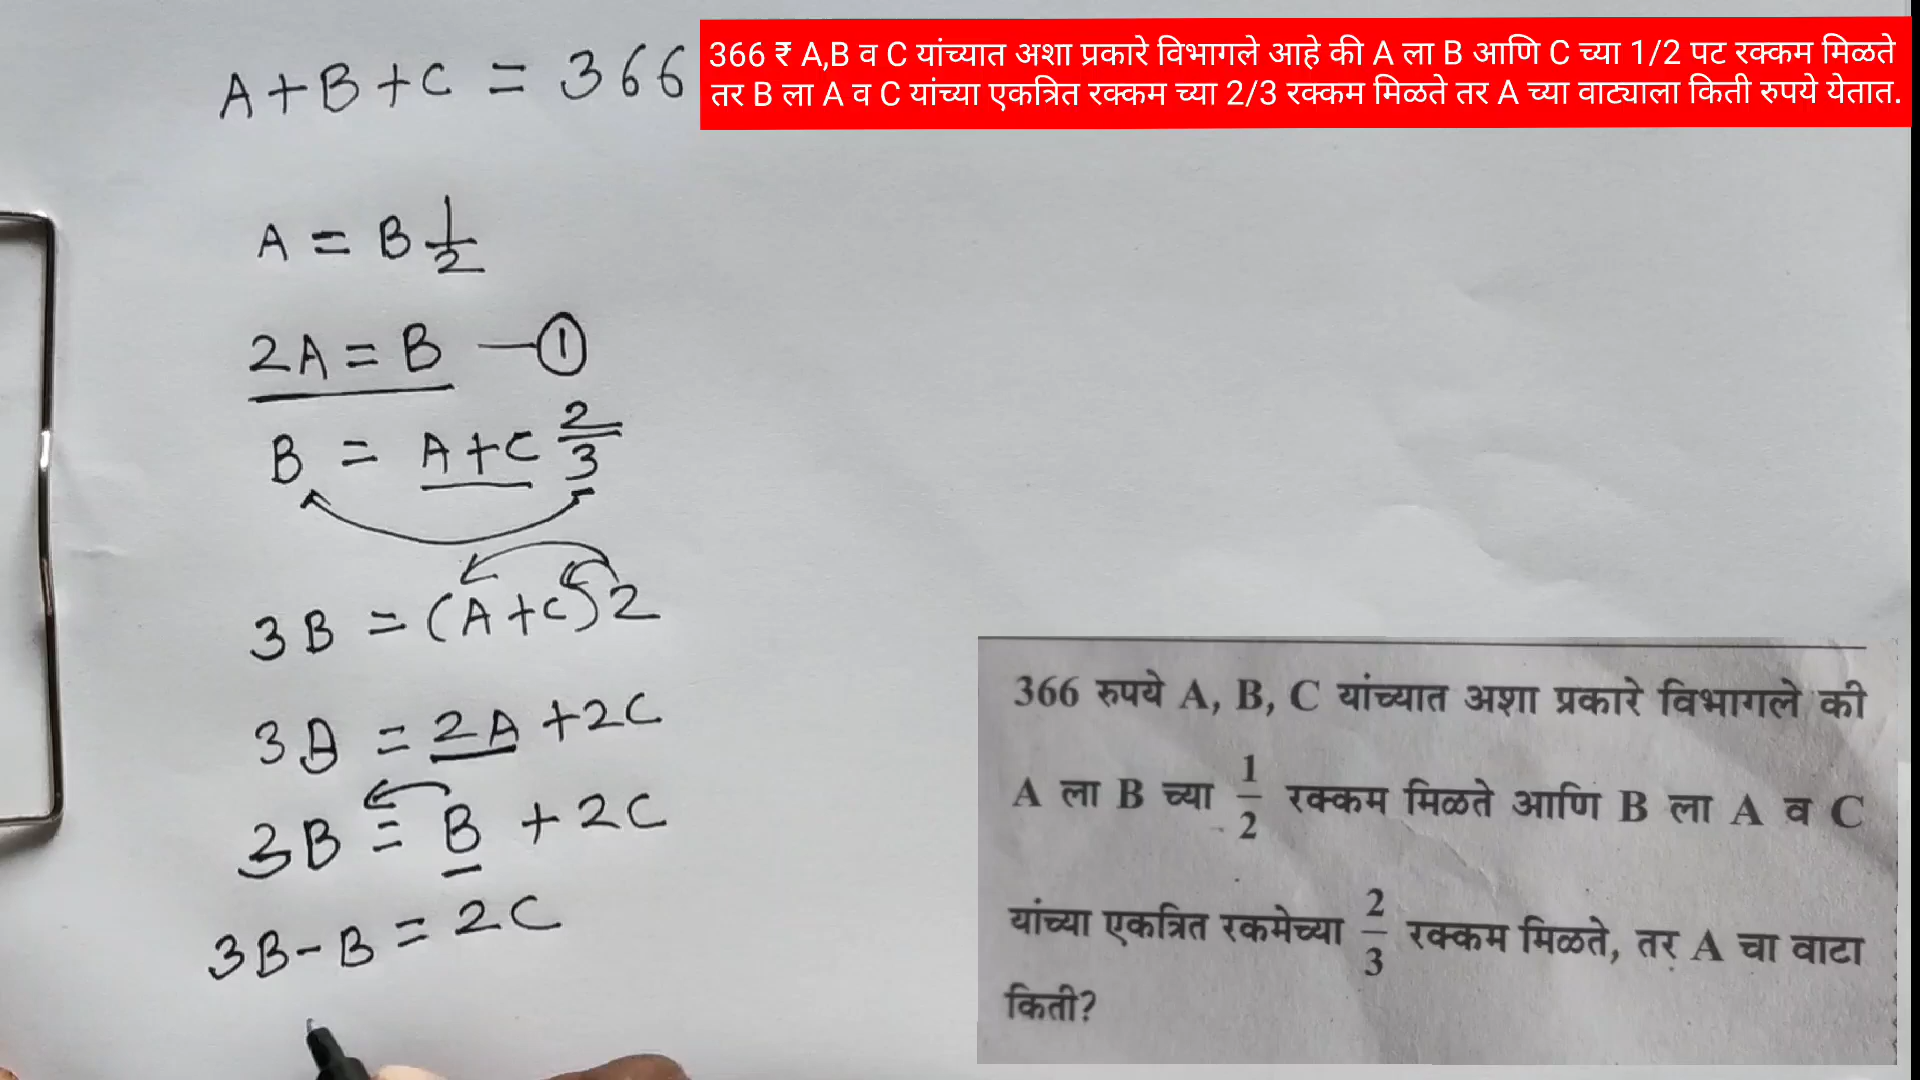 A+B+C = 366
366 ₹ A,B व C यांच्यात अशा प्रकारे विभागले आहे की A ला B आणि C च्या 1/2 पट रक्कम मिळते
तर B ला A व C यांच्या एकत्रित रक्कम च्या 2/3 रक्कम मिळते तर A च्या वाट्याला किती रुपये येतात.
A = B 1/2
2A = B —①
B = A+C 2/3
3B = (A+C)2
3B = 2A +2C
3B = B + 2C
3B-B = 2C
366 रुपये A, B, C यांच्यात अशा प्रकारे विभागले की
A ला B च्या 1/2 रक्कम मिळते आणि B ला A व C
यांच्या एकत्रित रकमेच्या 2/3 रक्कम मिळते, तर A चा वाटा
किती?